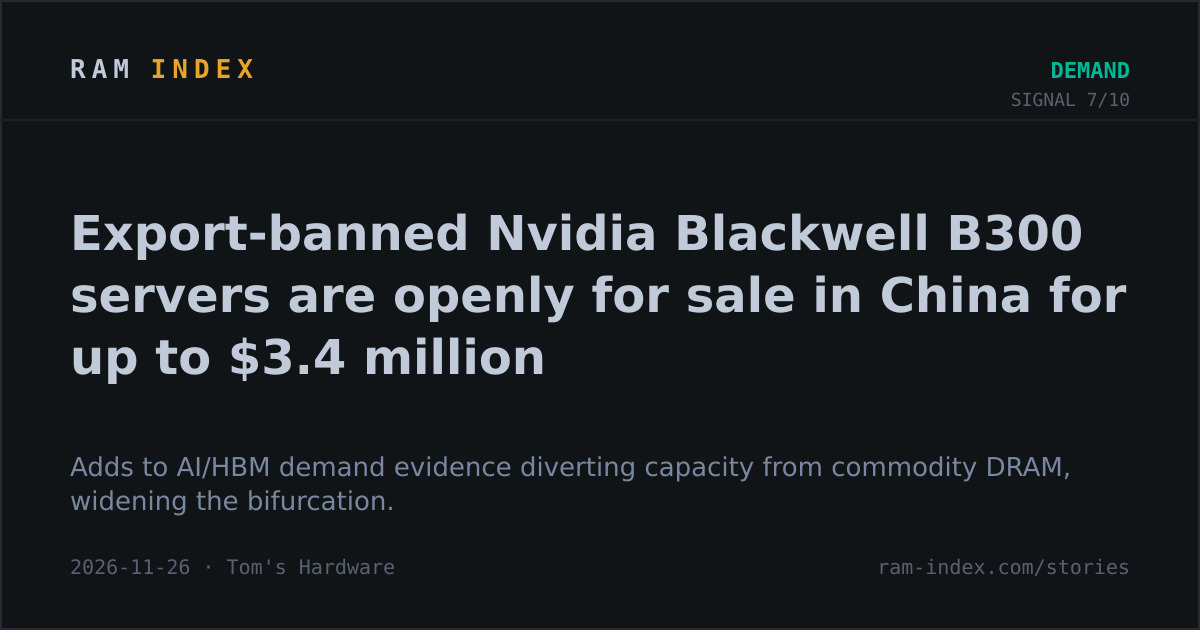 RAM INDEX
DEMAND
SIGNAL 7/10
Export-banned Nvidia Blackwell B300
servers are openly for sale in China for
up to $3.4 million
Adds to AI/HBM demand evidence diverting capacity from commodity DRAM,
widening the bifurcation.
2026-11-26 · Tom's Hardware
ram-index.com/stories